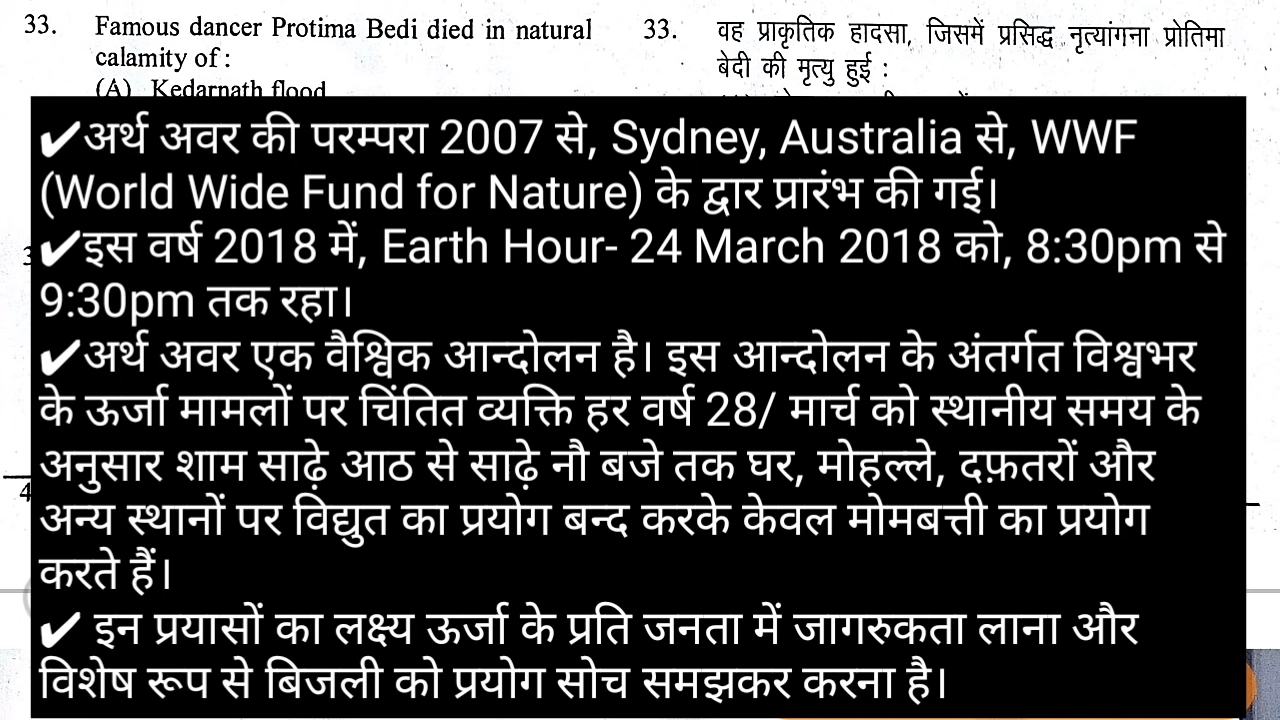 33. Famous dancer Protima Bedi died in natural
calamity of :
(A) Kedarnath flood
33. वह प्राकृतिक हादसा, जिसमें प्रसिद्ध नृत्यांगना प्रोतिमा
बेदी की मृत्यु हुई :
✔अर्थ अवर की परम्परा 2007 से, Sydney, Australia से, WWF
(World Wide Fund for Nature) के द्वार प्रारंभ की गई।
✔इस वर्ष 2018 में, Earth Hour- 24 March 2018 को, 8:30pm से
9:30pm तक रहा।
✔अर्थ अवर एक वैश्विक आन्दोलन है। इस आन्दोलन के अंतर्गत विश्वभर
के ऊर्जा मामलों पर चिंतित व्यक्ति हर वर्ष 28/ मार्च को स्थानीय समय के
अनुसार शाम साढ़े आठ से साढ़े नौ बजे तक घर, मोहल्ले, दफ़तरों और
अन्य स्थानों पर विद्युत का प्रयोग बन्द करके केवल मोमबत्ती का प्रयोग
करते हैं।
✔ इन प्रयासों का लक्ष्य ऊर्जा के प्रति जनता में जागरुकता लाना और
विशेष रूप से बिजली को प्रयोग सोच समझकर करना है।